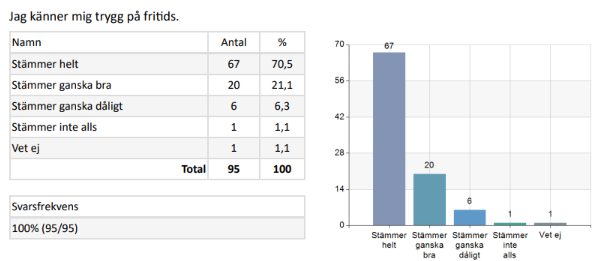 Jag känner mig trygg på fritids.
Namn Antal %
Stämmer helt 67 70,5
Stämmer ganska bra 20 21,1
Stämmer ganska dåligt 6 6,3
Stämmer inte alls 1 1,1
Vet ej 1 1,1
Total 95 100
Svarsfrekvens
100% (95/95)
70
56
42
28
14
0
67
20
6
1
1
Stämmer
helt
Stämmer
ganska
bra
Stämmer
ganska
dåligt
Stämmer
inte
alls
Vet ej